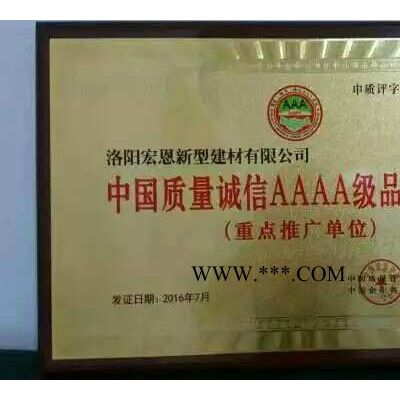 申质评字
AAA
洛阳宏恩新型建材有限公司
中国质量诚信AAAA级品
(重点推广单位)
WWW.***.COM
发证日期:2016年7月